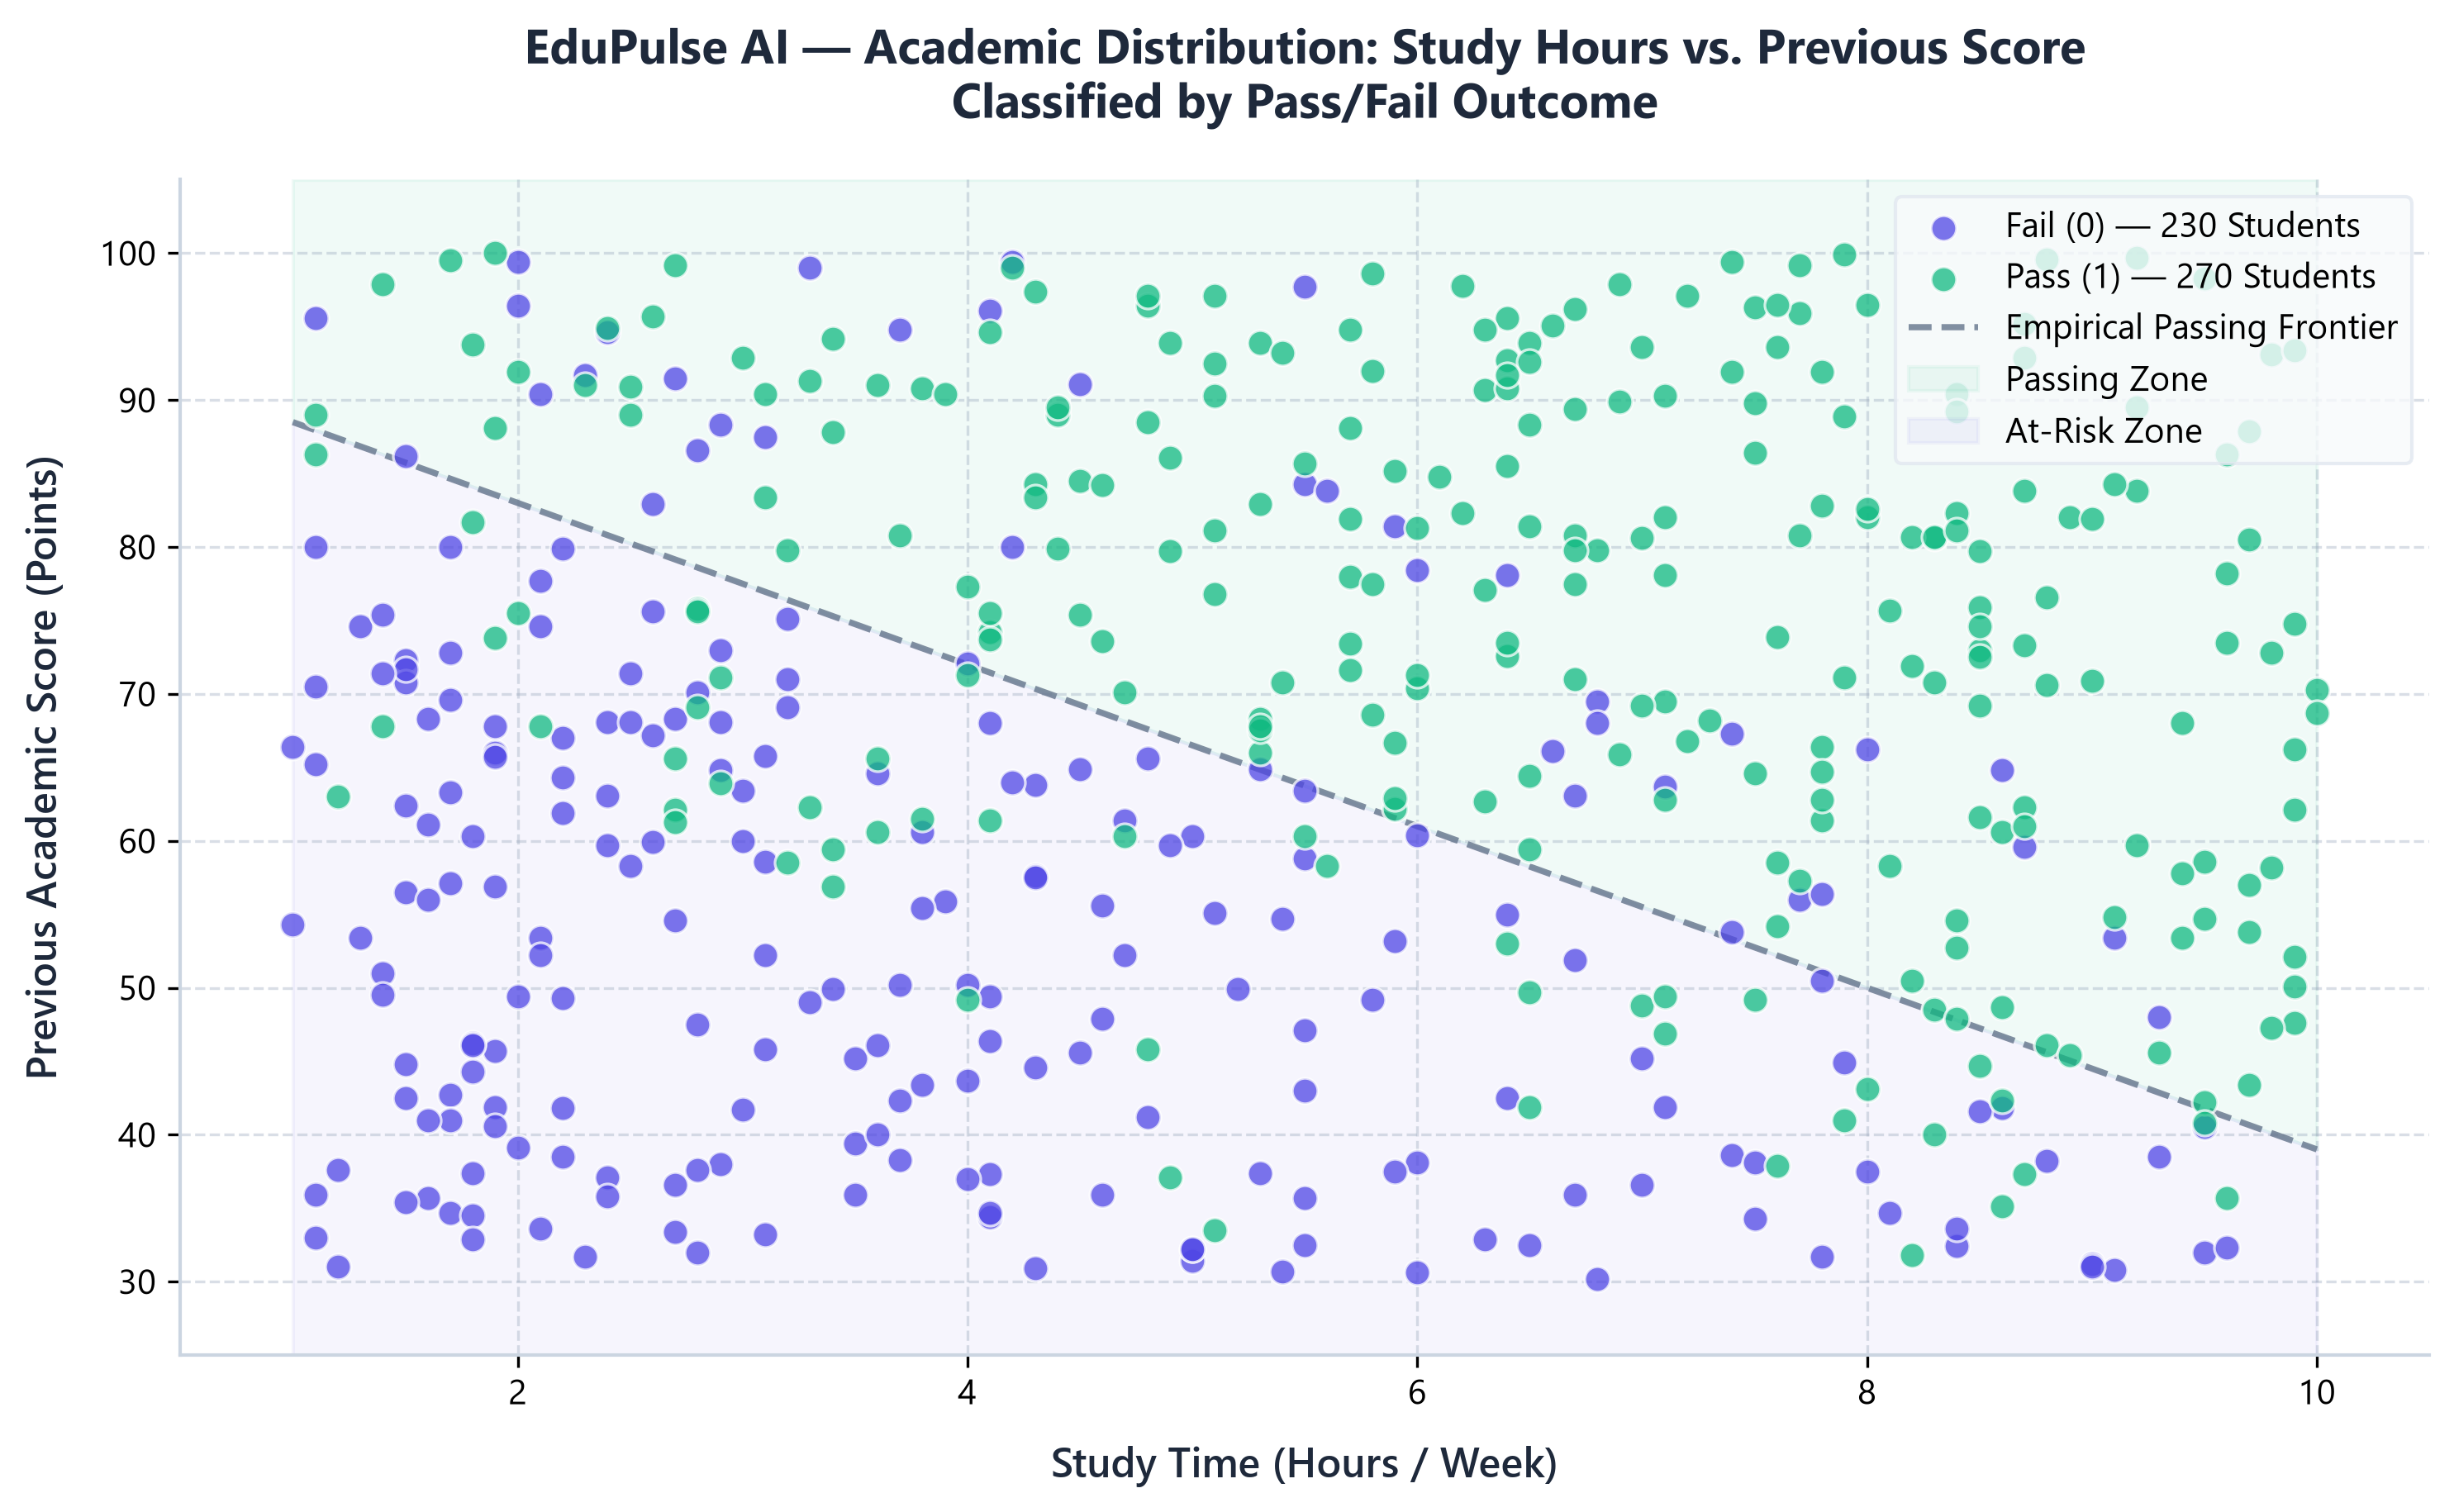 EduPulse AI — Academic Distribution: Study Hours vs. Previous Score
Classified by Pass/Fail Outcome
Fail (0) — 230 Students
Pass (1) — 270 Students
Empirical Passing Frontier
Passing Zone
At-Risk Zone
Previous Academic Score (Points)
100
90
80
70
60
50
40
30
2
4
6
8
10
Study Time (Hours / Week)